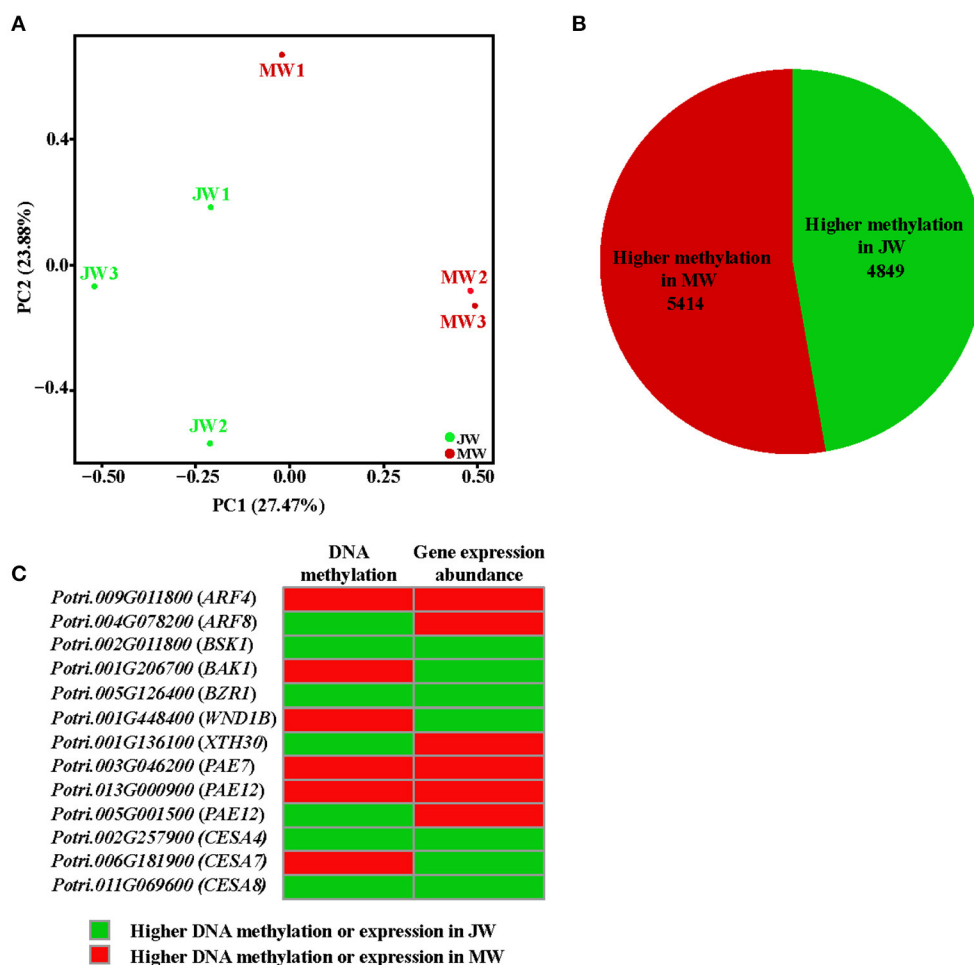 A
B
MW1
JW1
JW3
MW2
MW3
JW2
JW
MW
0.4
0.0
−0.4
PC2 (23.88%)
−0.50
−0.25
0.00
0.25
0.50
PC1 (27.47%)
Higher methylation
in MW
5414
Higher methylation
in JW
4849
C
DNA
methylation
Gene expression
abundance
Potri.009G011800 (ARF4)
Potri.004G078200 (ARF8)
Potri.002G011800 (BSK1)
Potri.001G206700 (BAK1)
Potri.005G126400 (BZR1)
Potri.001G448400 (WND1B)
Potri.001G136100 (XTH30)
Potri.003G046200 (PAE7)
Potri.013G000900 (PAE12)
Potri.005G001500 (PAE12)
Potri.002G257900 (CESA4)
Potri.006G181900 (CESA7)
Potri.011G069600 (CESA8)
Higher DNA methylation or expression in JW
Higher DNA methylation or expression in MW